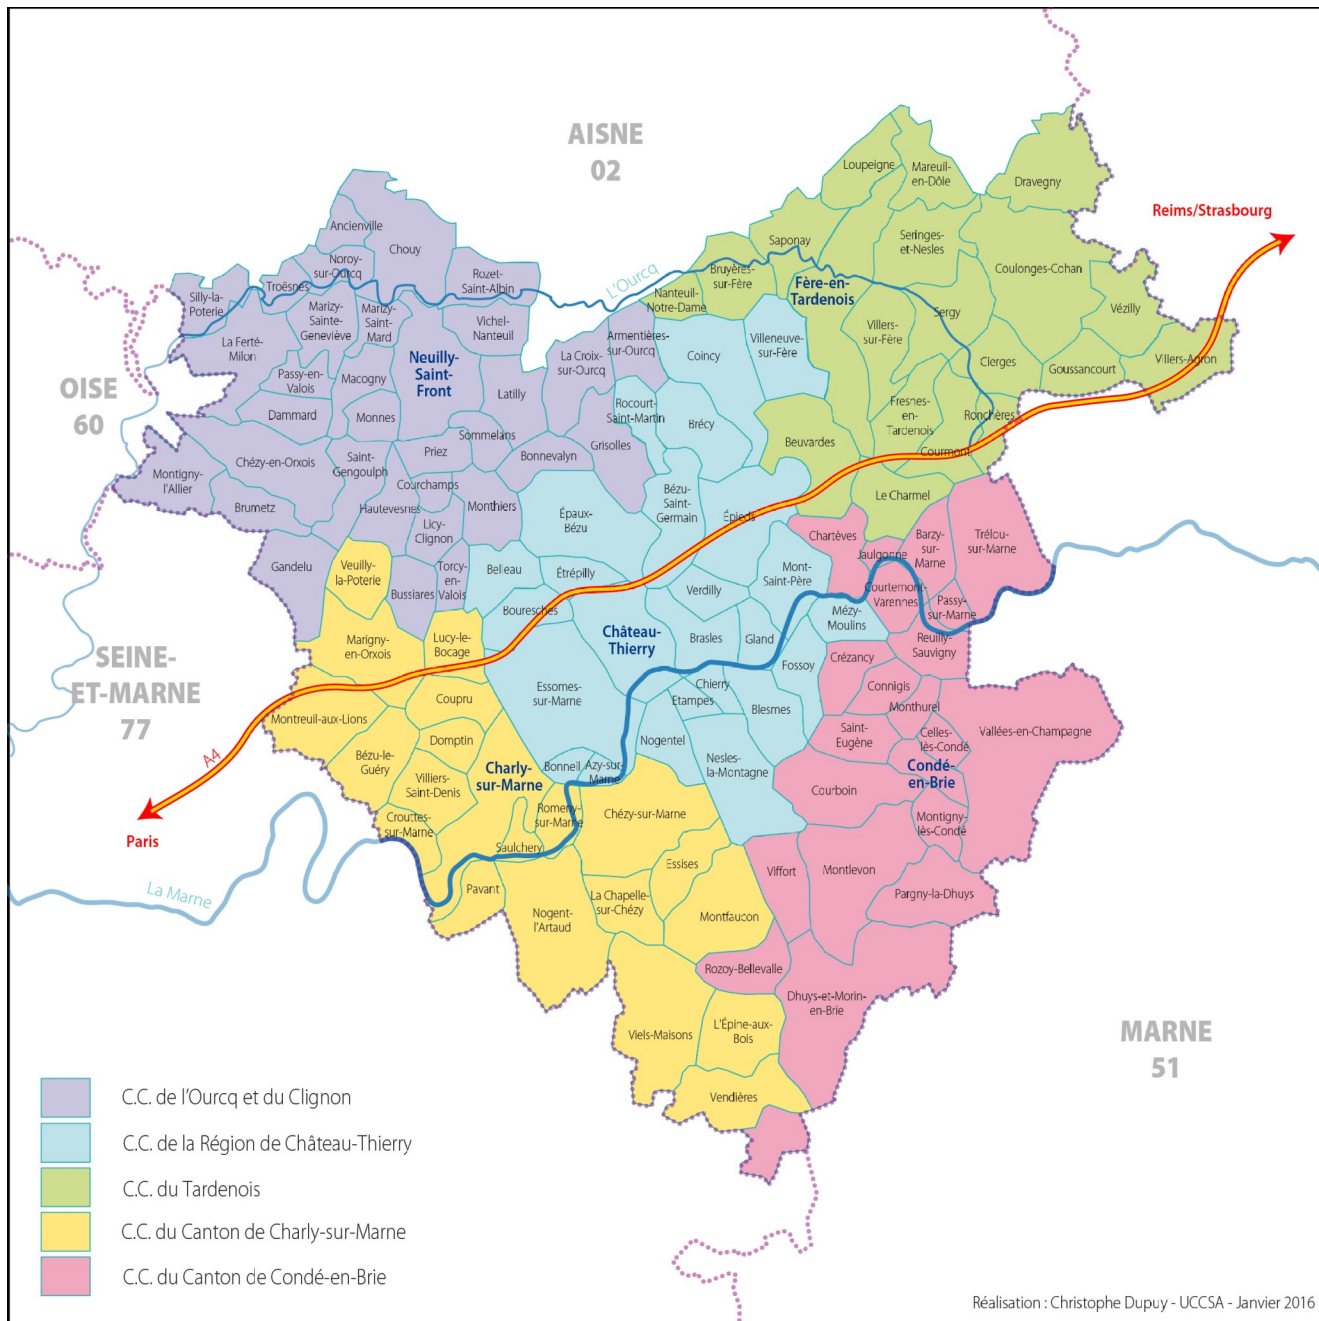 AISNE
02
Reims/Strasbourg
Loupeigne
Mareuil-
en-Dôle
Dravegny
Ancienville
Chouy
Saponay
Seringes-
et-Nesles
Coulonges-Cohan
Noroy-
sur-Ourcq
Rozet-
Saint-Albin
Bruyères-
sur-Fère
Troësnes
Silly-la-
Poterie
L'Ourcq
Nanteuil-
Notre-Dame
Fère-en-
Tardenois
Vézilly
Marizy-
Sainte-
Geneviève
Marizy-
Saint-
Mard
Vichel-
Nanteuil
Armentières-
sur-Ourcq
Sergy
La Ferté-
Milon
Villers-
sur-Fère
Villeneuve-
sur-Fère
Coincy
La Croix-
sur-Ourcq
Neuilly-
Saint-
Front
Clerges
Goussancourt
Villers-Agron
OISE
60
Passy-en-
Valois
Macogny
Latilly
Rocourt-
Saint-Martin
Brécy
Fresnes-
en-
Tardenois
Ronchères
Dammard
Monnes
Sommelans
Beuvardes
Priez
Bonnevalyn
Grisolles
Courmont
Chézy-en-Orxois
Saint-
Gengoulph
Montigny-
l'Allier
Courchamps
Bézu-
Saint-
Germain
Le Charmel
Brumetz
Hautevesnes
Monthiers
Épaux-
Bézu
Épieds
Licy-
Clignon
Chartèves
Barzy-
sur-
Marne
Trélou-
sur-Marne
Jaulgonne
Gandelu
Veuilly-
la-Poterie
Belleau
Étrépilly
Mont-
Saint-Père
Torcy-
en-
Valois
Bussiares
Verdilly
Courtemont-
Varennes
Passy-
sur-Marne
Bouresches
Mézy-
Moulins
Château-
Thierry
Brasles
Gland
Reuilly-
Sauvigny
Marigny-
en-Orxois
Lucy-le-
Bocage
SEINE-
ET-MARNE
77
Fossoy
Crézancy
Essomes-
sur-Marne
Chierry
Etampes
Connigis
Coupru
Blesmes
Monthurel
Montreuil-aux-Lions
Saint-
Eugène
Celles-
lès-Condé
Vallées-en-Champagne
Domptin
Nogentel
A4
Bézu-le-
Guéry
Charly-
sur-Marne
Bonneil
Azy-sur-
Marne
Nesles-
la-Montagne
Condé-
en-Brie
Villiers-
Saint-Denis
Courboin
Crouttes-
sur-Marne
Romeny-
sur-Marne
Chézy-sur-Marne
Montigny-
lès-Condé
Paris
Saulchery
Essises
Viffort
Montlevon
La Marne
Pavant
La Chapelle-
sur-Chézy
Pargny-la-Dhuys
Nogent-
l'Artaud
Montfaucon
Rozoy-Bellevalle
Dhuys-et-Morin-
en-Brie
Viels-Maisons
L'Épine-aux-
Bois
MARNE
51
Vendières
C.C. de l'Ourcq et du Clignon
C.C. de la Région de Château-Thierry
C.C. du Tardenois
C.C. du Canton de Charly-sur-Marne
C.C. du Canton de Condé-en-Brie
Réalisation : Christophe Dupuy - UCCSA - Janvier 2016